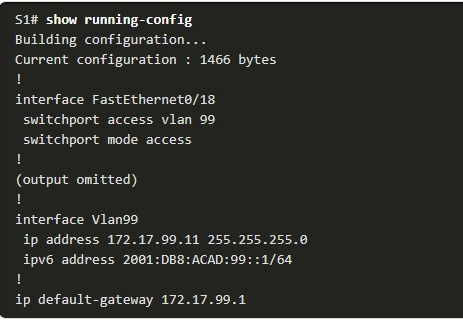 S1# show running-config
Building configuration...
Current configuration : 1466 bytes
!
interface FastEthernet0/18
 switchport access vlan 99
 switchport mode access
!
(output omitted)
!
interface Vlan99
 ip address 172.17.99.11 255.255.255.0
 ipv6 address 2001:DB8:ACAD:99::1/64
!
ip default-gateway 172.17.99.1